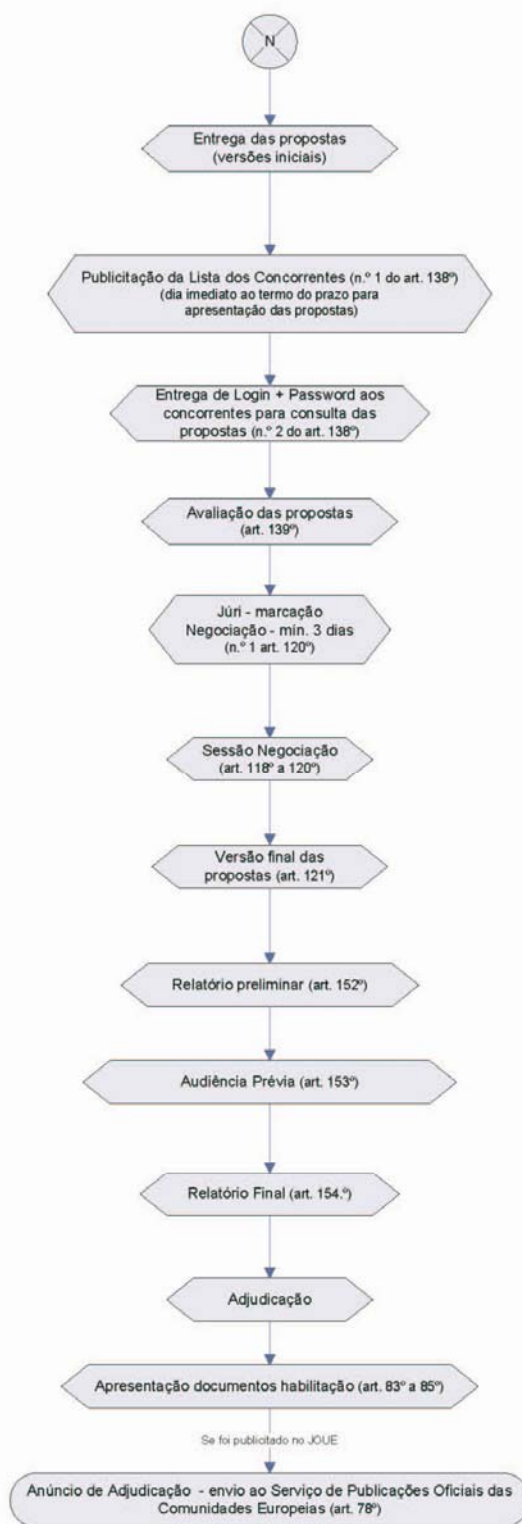 N
Entrega das propostas
(versões iniciais)
Publicitação da Lista dos Concorrentes (n.º 1 do art. 138º)
(dia imediato ao termo do prazo para
apresentação das propostas)
Entrega de Login + Password aos
concorrentes para consulta das
propostas (n.º 2 do art. 138º)
Avaliação das propostas
(art. 139º)
Júri - marcação
Negociação - min. 3 dias
(n.º 1 art. 120º)
Sessão Negociação
(art. 118º a 120º)
Versão final das
propostas (art. 121º)
Relatório preliminar (art. 152º)
Audiência Prévia (art. 153º)
Relatório Final (art. 154.º)
Adjudicação
Apresentação documentos habilitação (art. 83º a 85º)
Se foi publicitado no JOUE
Anúncio de Adjudicação - envio ao Serviço de Publicações Oficiais das
Comunidades Europeias (art. 78º)